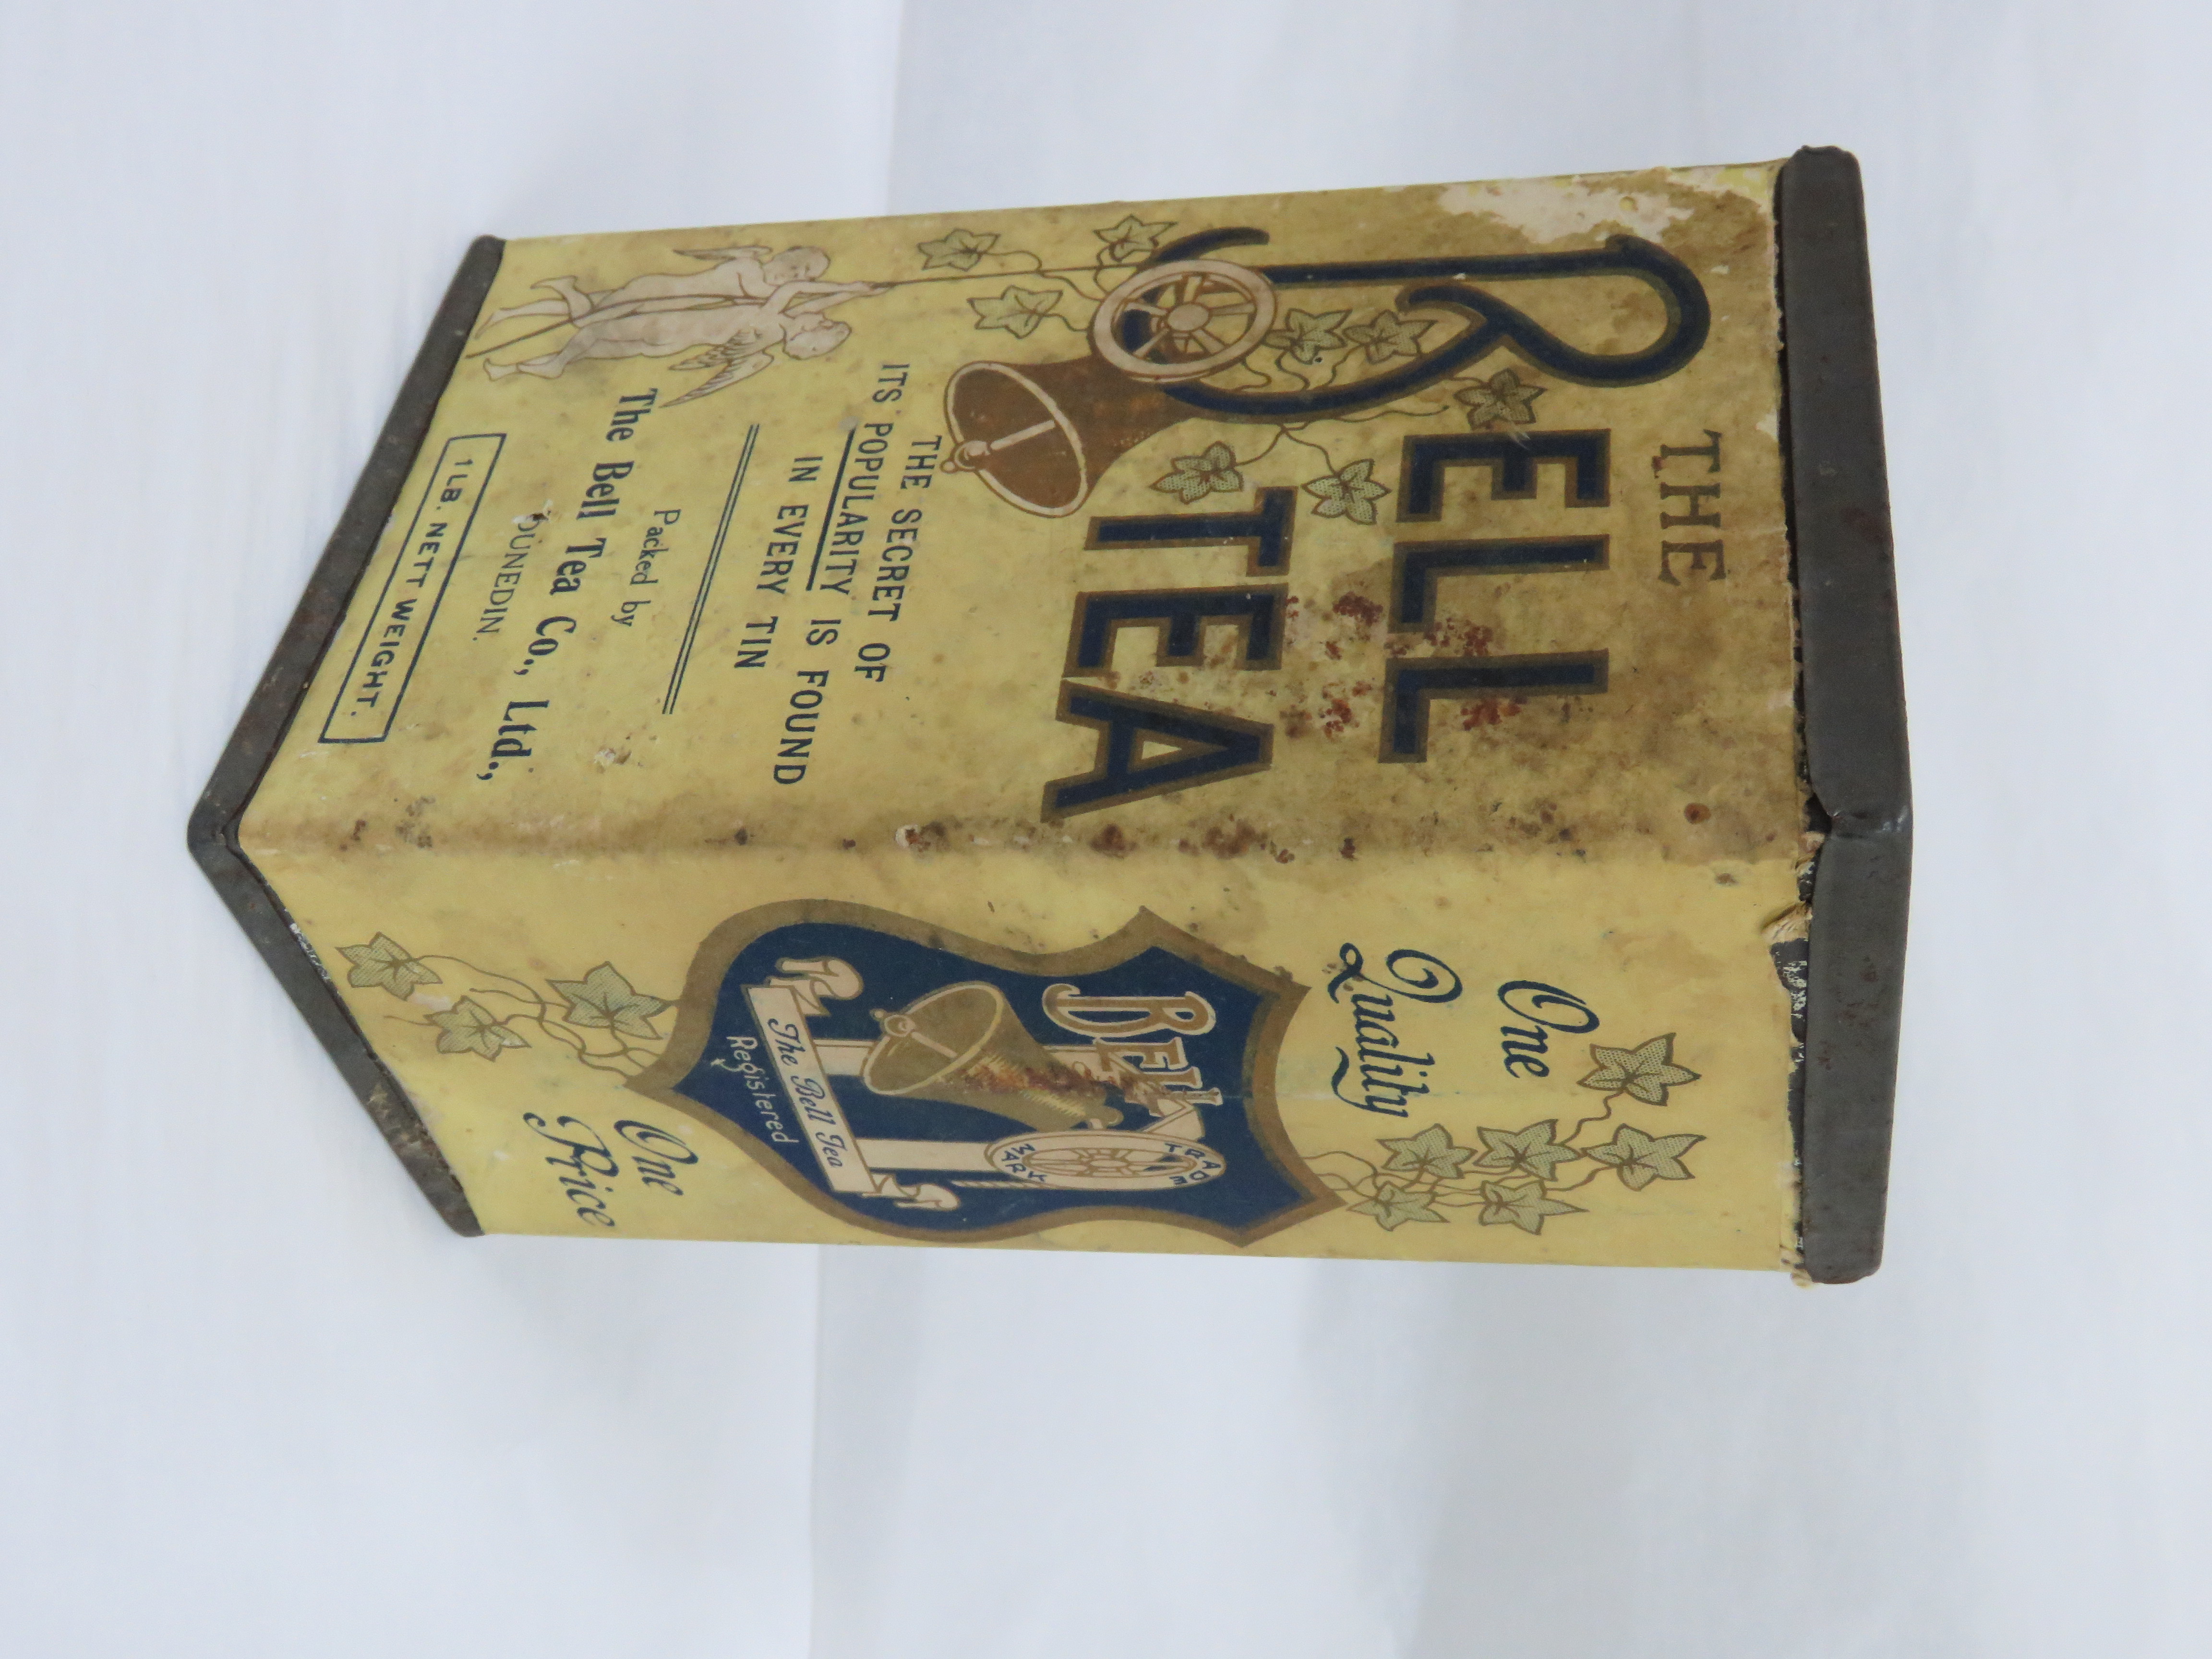 THE
BELL
TEA
THE SECRET OF
ITS POPULARITY IS FOUND
IN EVERY TIN
Packed by
The Bell Tea Co., Ltd.,
DUNEDIN.
1 LB. NETT WEIGHT.
One
Quality
BELL
TRADE
MARK
The Bell Tea
Registered
One
Price